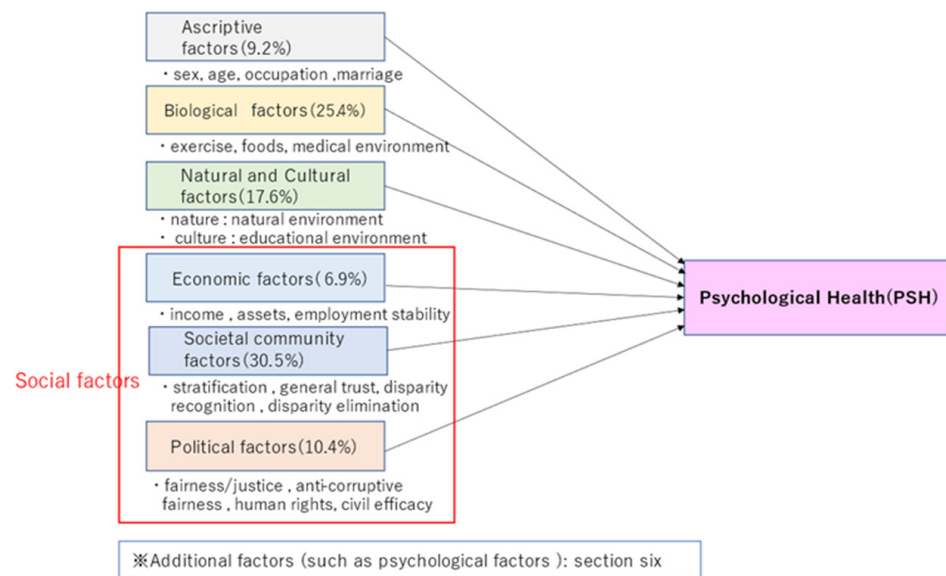 Ascriptive
factors(9.2%)
・sex, age, occupation ,marriage
Biological factors(25.4%)
・exercise, foods, medical environment
Natural and Cultural
factors(17.6%)
・nature : natural environment
・ culture : educational environment
Economic factors(6.9%)
・income , assets, employment stability
Societal community
factors(30.5%)
Social factors
・stratification , general trust, disparity
recognition , disparity elimination
Political factors(10.4%)
・fairness/justice , anti-corruptive
fairness , human rights, civil efficacy
Psychological Health(PSH)
※Additional factors (such as psychological factors ): section six